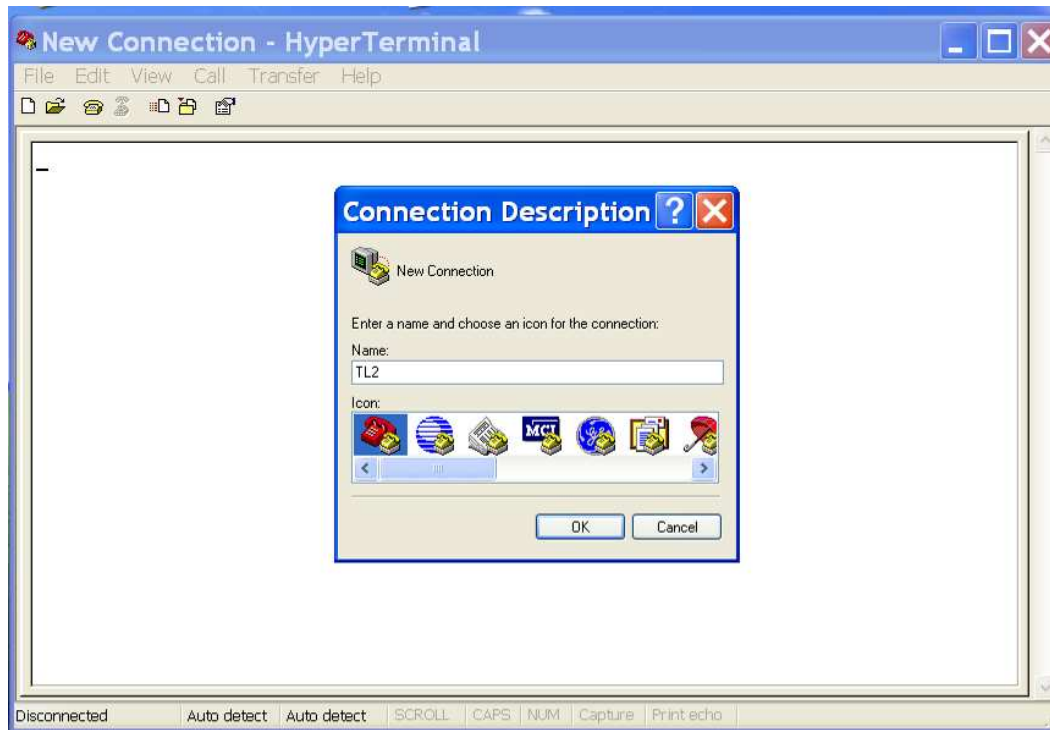 New Connection - HyperTerminal
File Edit View Call Transfer Help
Connection Description
New Connection
Enter a name and choose an icon for the connection:
Name:
TL2
Icon:
MCI
OK Cancel
Disconnected Auto detect Auto detect SCROLL CAPS NUM Capture Print echo